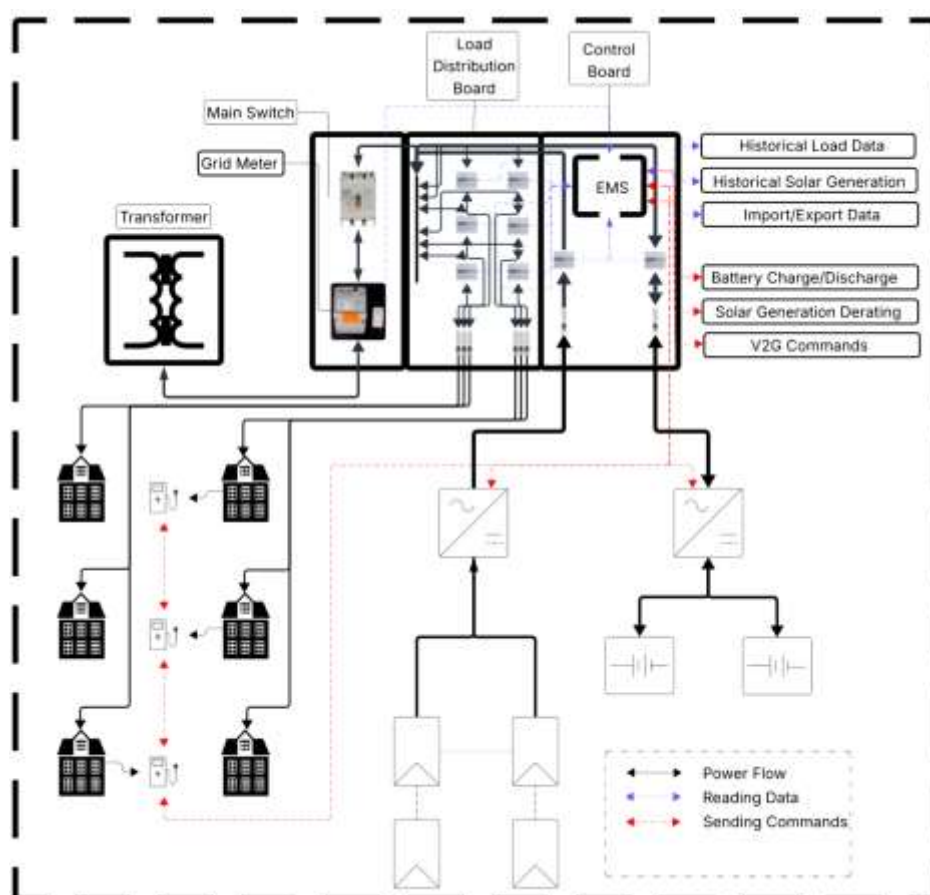 Load
Distribution
Board
Control
Board
Main Switch
Grid Meter
Transformer
EMS
Historical Load Data
Historical Solar Generation
Import/Export Data
Battery Charge/Discharge
Solar Generation Derating
V2G Commands
Power Flow
Reading Data
Sending Commands